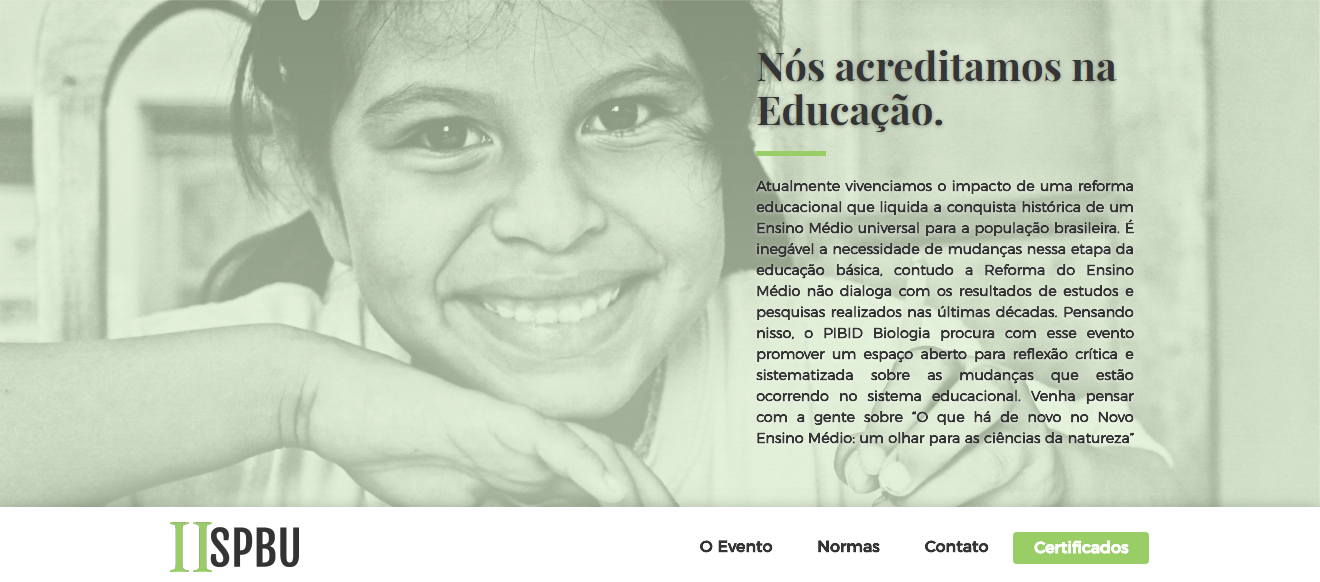 Nós acreditamos na
Educação.
Atualmente vivenciamos o impacto de uma reforma
educacional que liquida a conquista histórica de um
Ensino Médio universal para a população brasileira. É
inegável a necessidade de mudanças nessa etapa da
educação básica, contudo a Reforma do Ensino
Médio não dialoga com os resultados de estudos e
pesquisas realizados nas últimas décadas. Pensando
nisso, o PIBID Biologia procura com esse evento
promover um espaço aberto para reflexão crítica e
sistematizada sobre as mudanças que estão
ocorrendo no sistema educacional. Venha pensar
com a gente sobre “O que há de novo no Novo
Ensino Médio: um olhar para as ciências da natureza”
IISPBU
O Evento Normas Contato Certificados